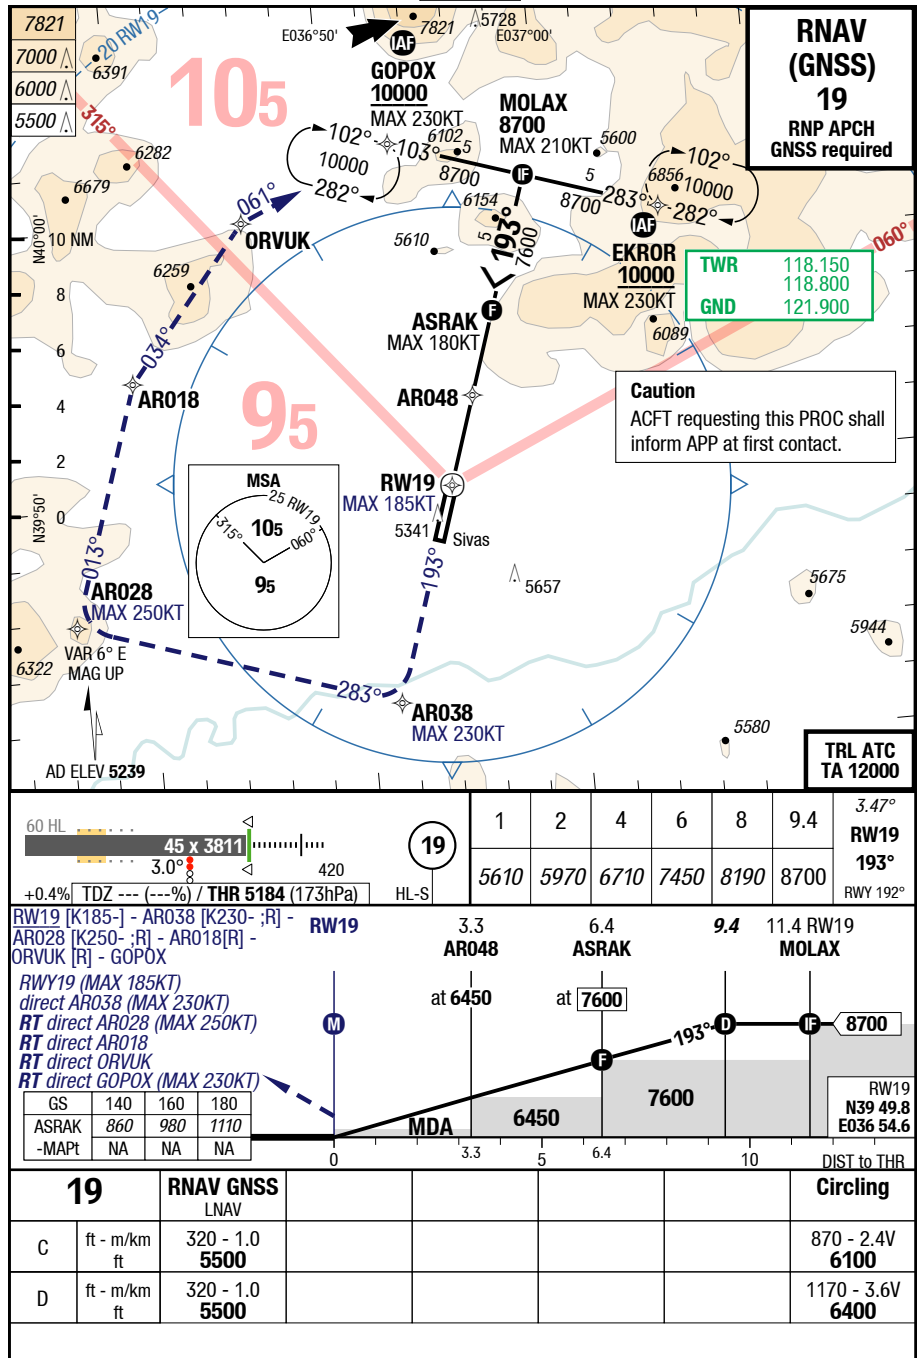 7821
7000
6000
5500
20 RW19
6391
315°
105
E036°50'
7821
5728
E037°00'
IAF
GOPOX
10000
MAX 230KT
MOLAX
8700
MAX 210KT
RNAV
(GNSS)
19
RNP APCH
GNSS required
102°
103°
6102
5
5600
10000
8700
282°
IF
5
8700
283°
6856
102°
10000
282°
6282
6679
061°
ORVUK
N40°00'
10 NM
6154
5
193°
7600
5610
IAF
EKROR
10000
MAX 230KT
060°
TWR 118.150
118.800
GND 121.900
6259
8
6
4
2
0
034°
AR018
F
ASRAK
MAX 180KT
6089
95
AR048
Caution
ACFT requesting this PROC shall
inform APP at first contact.
MSA
25 RW19
315°
105
060°
95
RW19
MAX 185KT
5341
Sivas
N39°50'
013°
AR028
MAX 250KT
193°
5657
5675
5944
6322
VAR 6° E
MAG UP
283°
AR038
MAX 230KT
5580
AD ELEV 5239
TRL ATC
TA 12000
60 HL
45 x 3811
3.0°
420
+0.4%
TDZ --- (---%) / THR 5184 (173hPa)
19
HL-S
1 2 4 6 8 9.4
5610 5970 6710 7450 8190 8700
3.47°
RW19
193°
RWY 192°
RW19 [K185-] - AR038 [K230- ;R] -
AR028 [K250- ;R] - AR018[R] -
ORVUK [R] - GOPOX
RWY19 (MAX 185KT)
direct AR038 (MAX 230KT)
RT direct AR028 (MAX 250KT)
RT direct AR018
RT direct ORVUK
RT direct GOPOX (MAX 230KT)
RW19
3.3
AR048
6.4
ASRAK
9.4
11.4 RW19
MOLAX
at 6450
at 7600
M
F
193°
D
IF
8700
MDA
6450
7600
RW19
N39 49.8
E036 54.6
GS 140 160 180
ASRAK 860 980 1110
-MAPt NA NA NA
0 3.3 5 6.4 10 DIST to THR
19 RNAV GNSS Circling
LNAV
C ft - m/km 320 - 1.0 870 - 2.4V
ft 5500 6100
D ft - m/km 320 - 1.0 1170 - 3.6V
ft 5500 6400